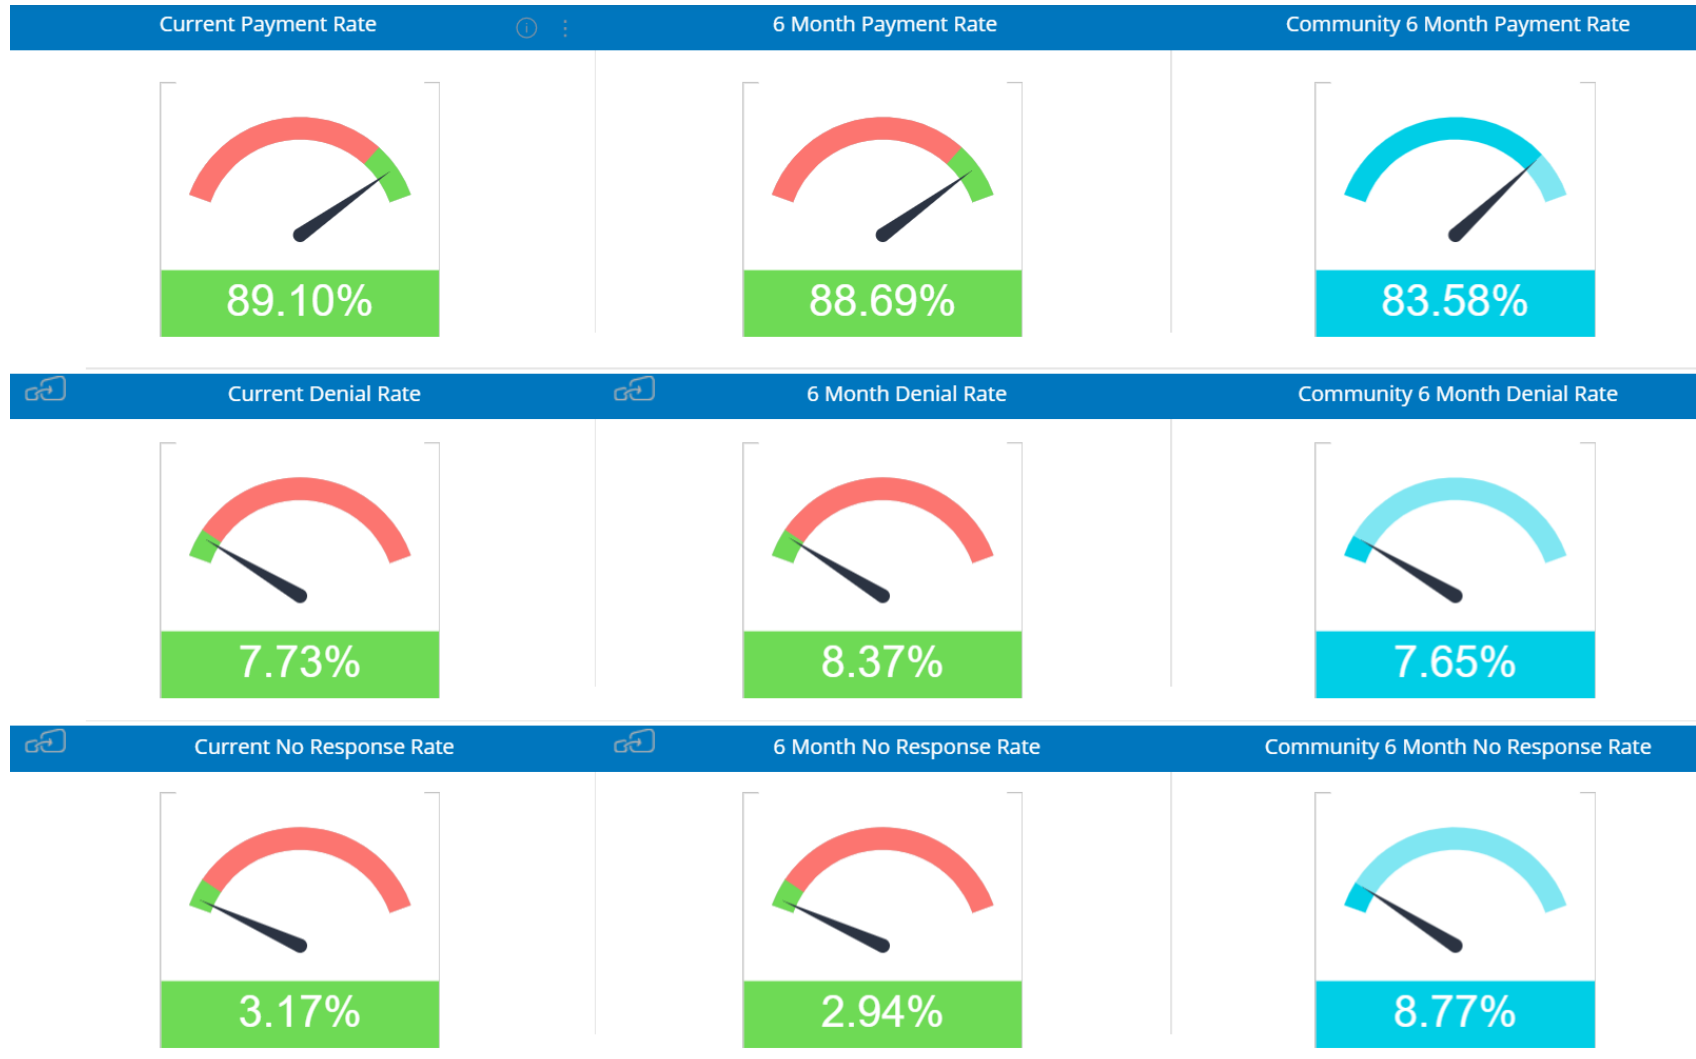 Current Payment Rate
6 Month Payment Rate
Community 6 Month Payment Rate
89.10%
88.69%
83.58%
Current Denial Rate
6 Month Denial Rate
Community 6 Month Denial Rate
7.73%
8.37%
7.65%
Current No Response Rate
6 Month No Response Rate
Community 6 Month No Response Rate
3.17%
2.94%
8.77%